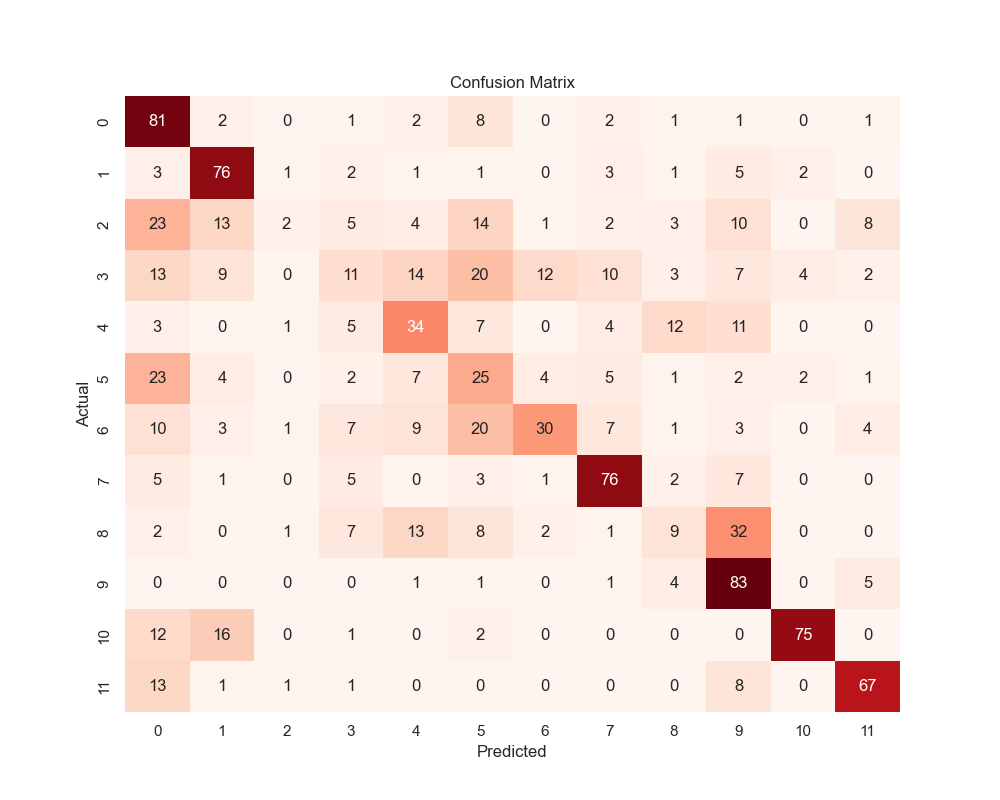 Confusion Matrix
0 81 2 0 1 2 8 0 2 1 1 0 1
1 3 76 1 2 1 1 0 3 1 5 2 0
2 23 13 2 5 4 14 1 2 3 10 0 8
3 13 9 0 11 14 20 12 10 3 7 4 2
4 3 0 1 5 34 7 0 4 12 11 0 0
5 23 4 0 2 7 25 4 5 1 2 2 1
Actual
6 10 3 1 7 9 20 30 7 1 3 0 4
7 5 1 0 5 0 3 1 76 2 7 0 0
8 2 0 1 7 13 8 2 1 9 32 0 0
9 0 0 0 0 1 1 0 1 4 83 0 5
10 12 16 0 1 0 2 0 0 0 0 75 0
11 13 1 1 1 0 0 0 0 0 8 0 67
0 1 2 3 4 5 6 7 8 9 10 11
Predicted